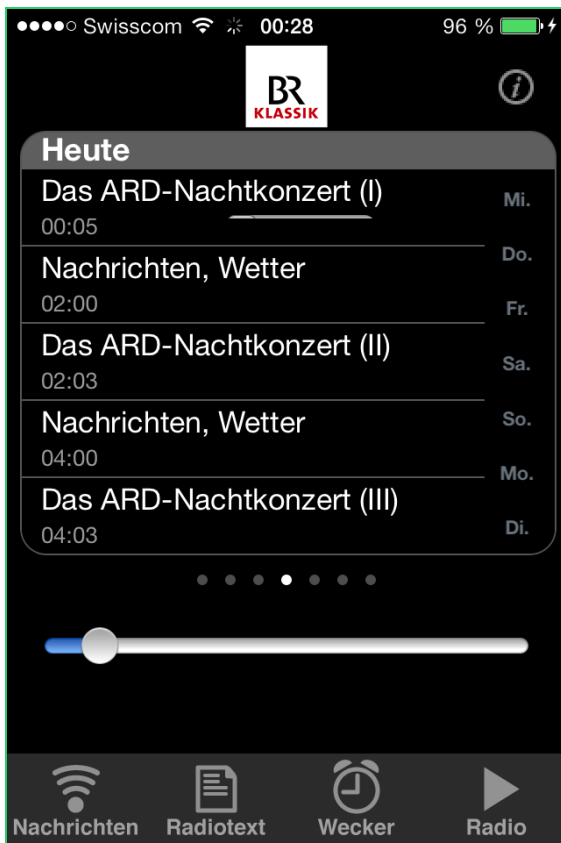 Swisscom 00:28 96 %
BR
KLASSIK
i
Heute
Das ARD-Nachtkonzert (I)
00:05
Nachrichten, Wetter
02:00
Das ARD-Nachtkonzert (II)
02:03
Nachrichten, Wetter
04:00
Das ARD-Nachtkonzert (III)
04:03
Mi.
Do.
Fr.
Sa.
So.
Mo.
Di.
Nachrichten Radiotext Wecker Radio